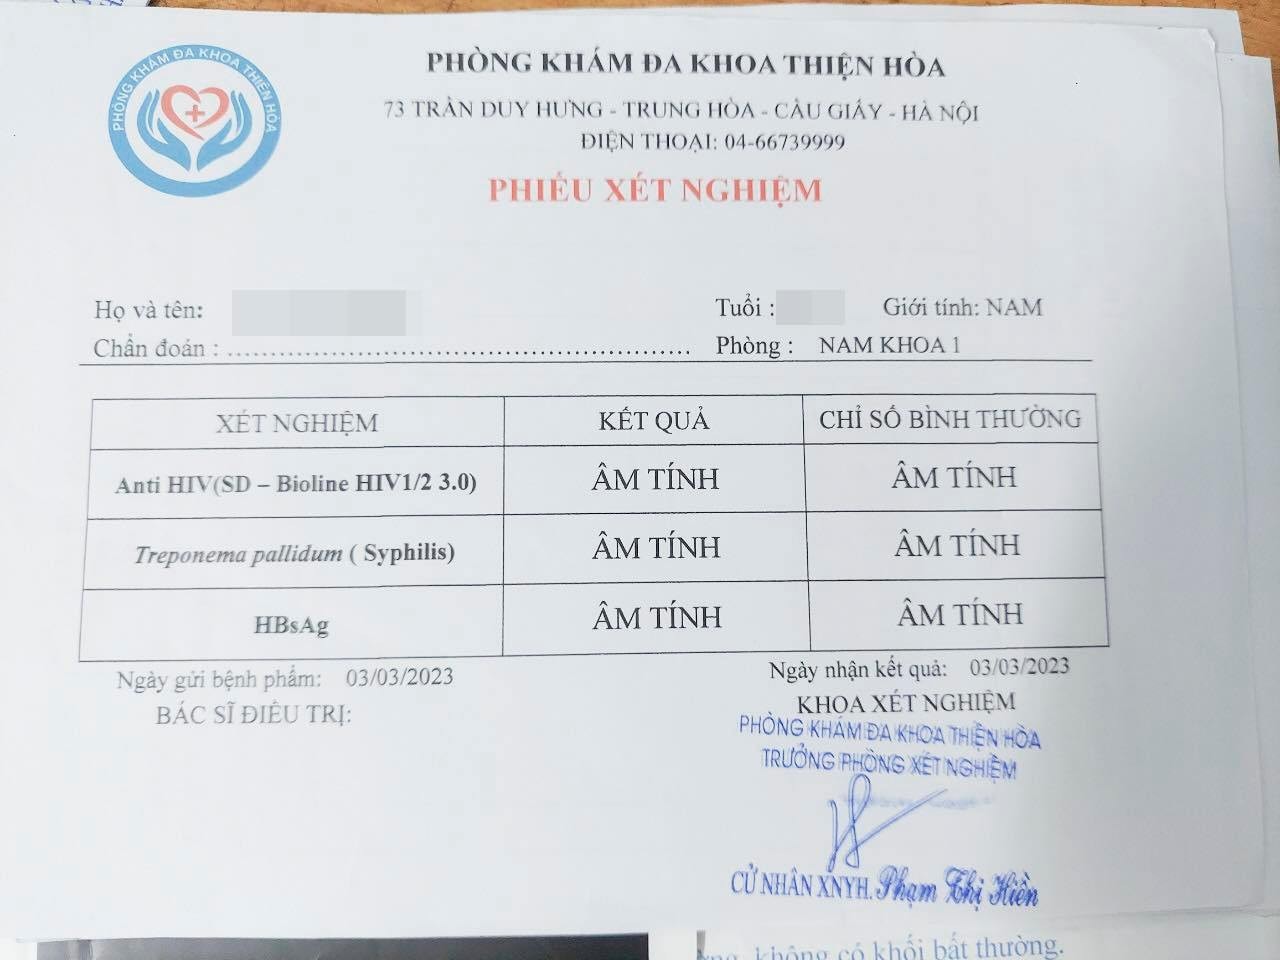 PHÒNG KHÁM ĐA KHOA THIỆN HÒA
PHÒNG KHÁM ĐA KHOA THIỆN HÒA
73 TRẦN DUY HƯNG - TRUNG HÒA - CẦU GIẤY - HÀ NỘI
ĐIỆN THOẠI: 04-66739999
PHIẾU XÉT NGHIỆM
Họ và tên: Tuổi : Giới tính: NAM
Chẩn đoán : ...................................................... Phòng : NAM KHOA 1
XÉT NGHIỆM KẾT QUẢ CHỈ SỐ BÌNH THƯỜNG
Anti HIV(SD – Bioline HIV1/2 3.0) ÂM TÍNH ÂM TÍNH
Treponema pallidum ( Syphilis) ÂM TÍNH ÂM TÍNH
HBsAg ÂM TÍNH ÂM TÍNH
Ngày gửi bệnh phẩm: 03/03/2023 Ngày nhận kết quả: 03/03/2023
BÁC SĨ ĐIỀU TRỊ: KHOA XÉT NGHIỆM
PHÒNG KHÁM ĐA KHOA THIỆN HÒA
TRƯỞNG PHÒNG XÉT NGHIỆM
CỬ NHÂN XNYH. Phạm Thị Hiền
không có khối bất thường.